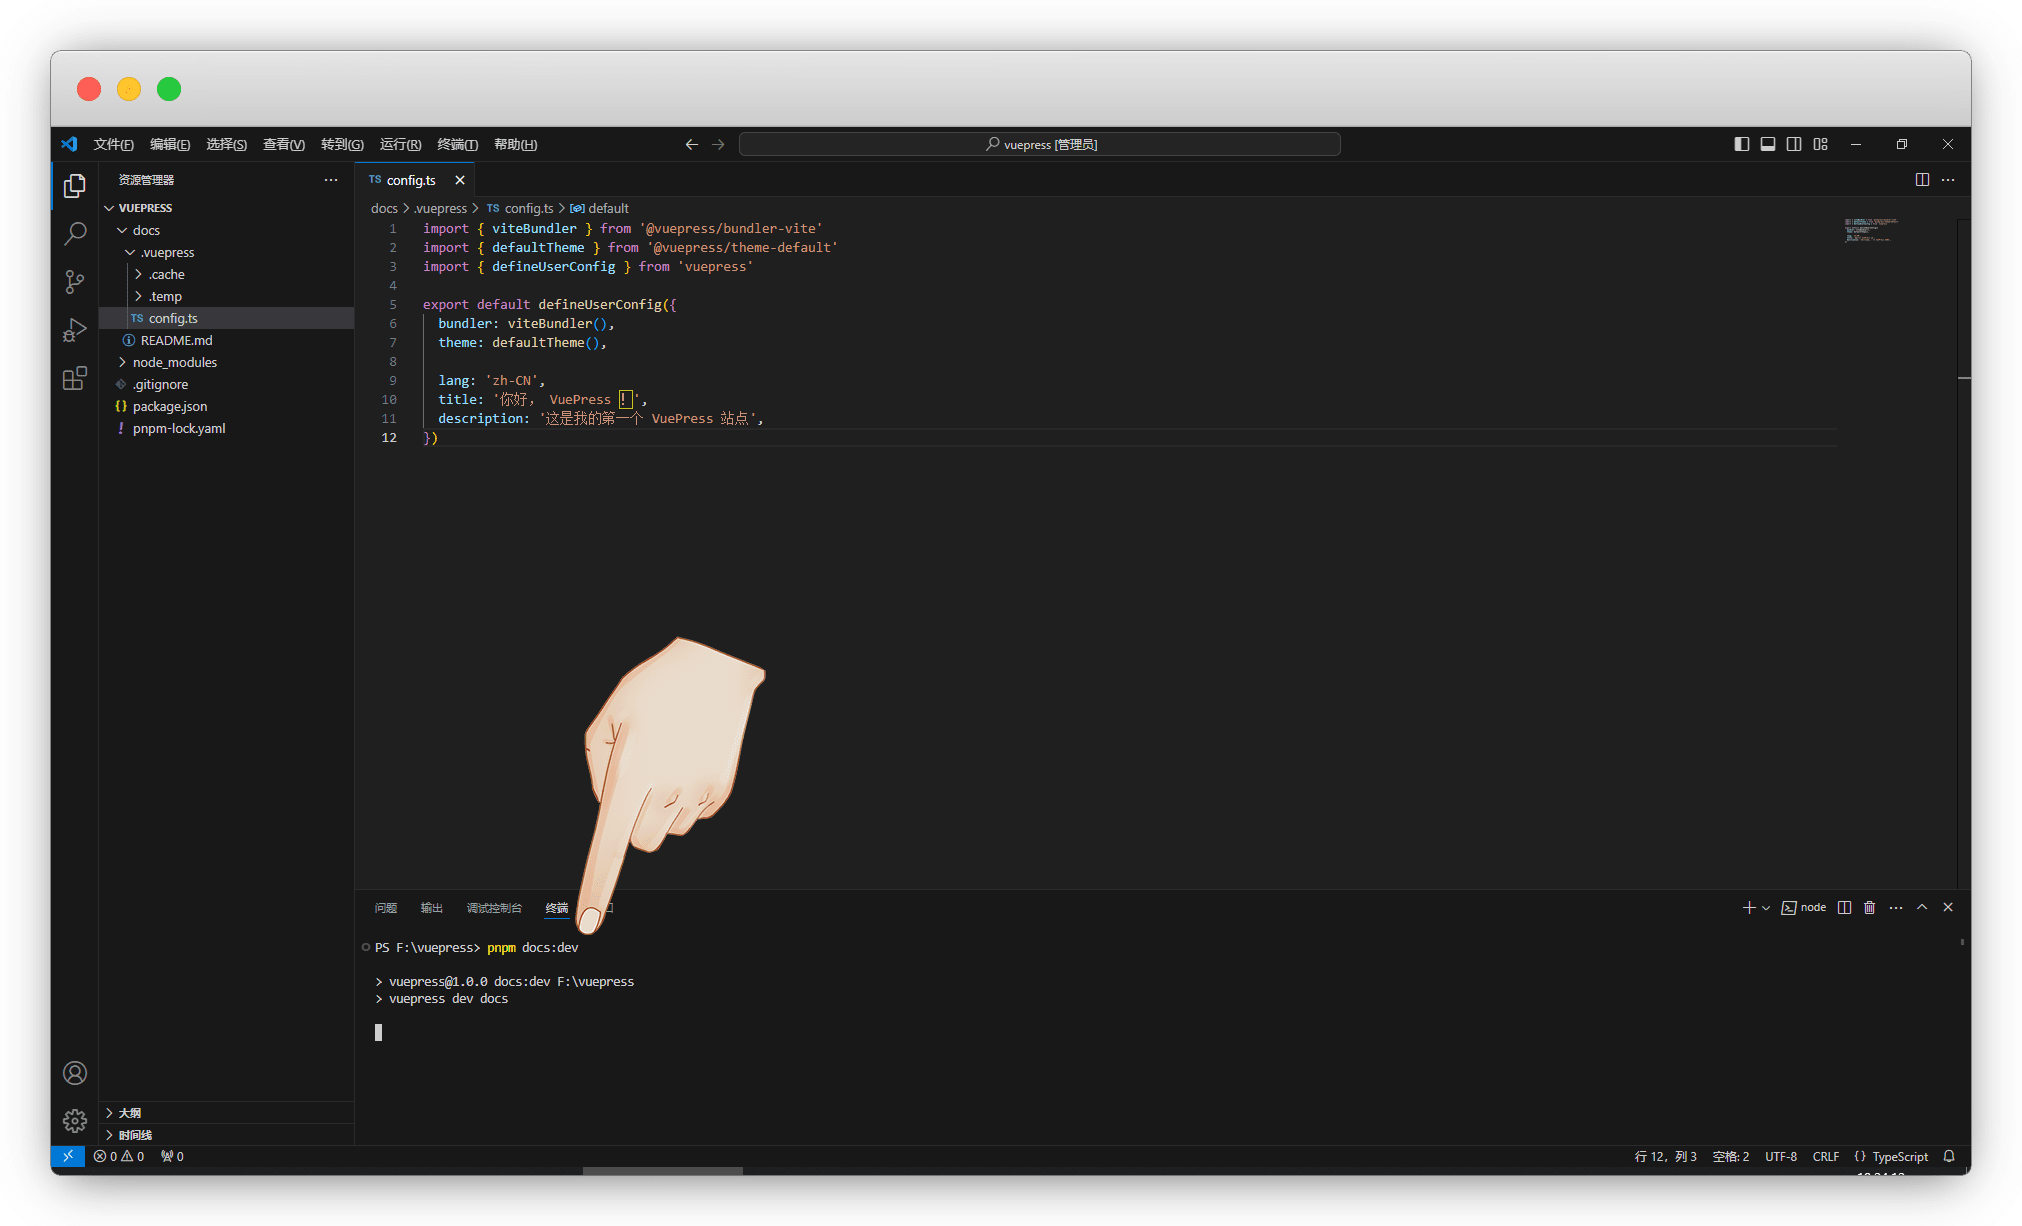 文件(F) 编辑(E) 选择(S) 查看(V) 转到(G) 运行(R) 终端(T) 帮助(H) vuepress [管理员]
资源管理器
VUEPRESS
docs
.vuepress
.cache
.temp
TS config.ts
README.md
node_modules
.gitignore
{} package.json
! pnpm-lock.yaml
大纲
时间线
TS config.ts
docs > .vuepress > TS config.ts > default
1 import { viteBundler } from '@vuepress/bundler-vite'
2 import { defaultTheme } from '@vuepress/theme-default'
3 import { defineUserConfig } from 'vuepress'
4
5 export default defineUserConfig({
6 bundler: viteBundler(),
7 theme: defaultTheme(),
8
9 lang: 'zh-CN',
10 title: '你好， VuePress ！',
11 description: '这是我的第一个 VuePress 站点',
12 })
问题 输出 调试控制台 终端 node
PS F:\vuepress> pnpm docs:dev
> vuepress@1.0.0 docs:dev F:\vuepress
> vuepress dev docs
0 0 0 行 12，列 3 空格: 2 UTF-8 CRLF {} TypeScript